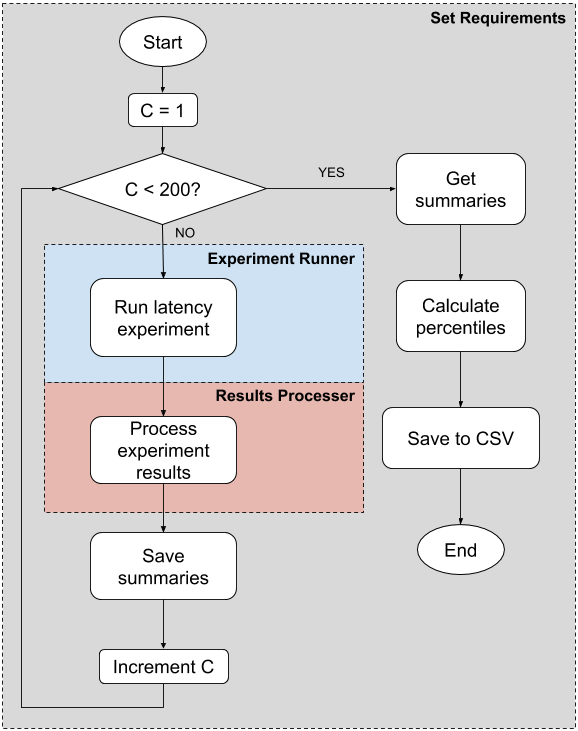 Set Requirements
Start
C = 1
C < 200?
YES
NO
Get
summaries
Experiment Runner
Run latency
experiment
Calculate
percentiles
Results Processer
Process
experiment
results
Save to CSV
Save
summaries
End
Increment C